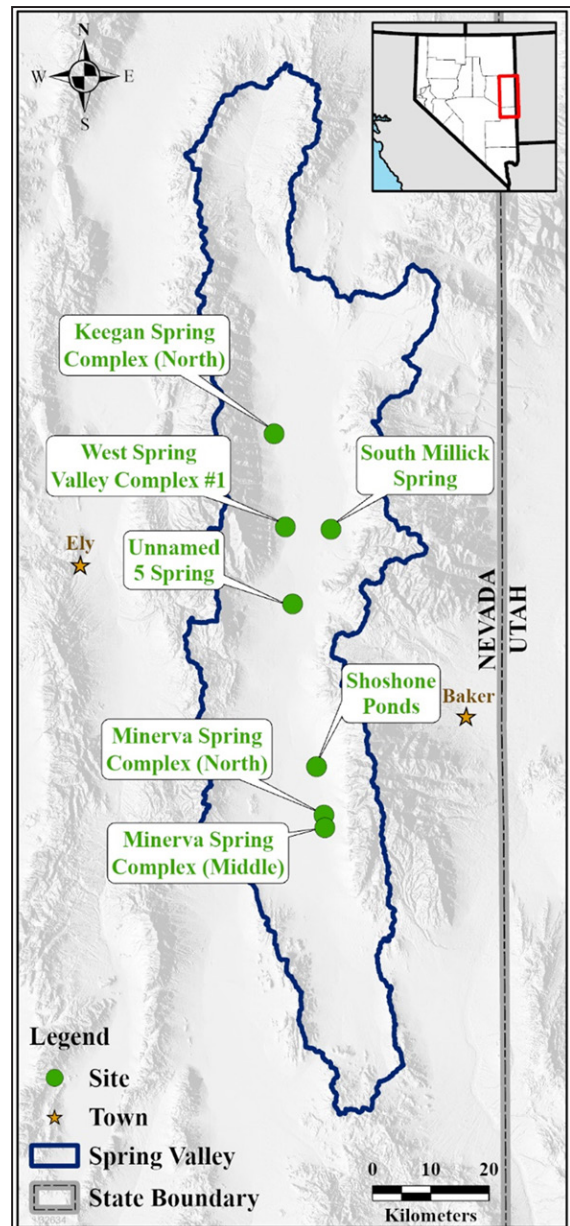 N
W E
S
Keegan Spring
Complex (North)
West Spring
Valley Complex #1
South Millick
Spring
Ely
Unnamed
5 Spring
NEVADA
UTAH
Shoshone
Ponds
Baker
Minerva Spring
Complex (North)
Minerva Spring
Complex (Middle)
Legend
Site
Town
Spring Valley
State Boundary
0 10 20
Kilometers